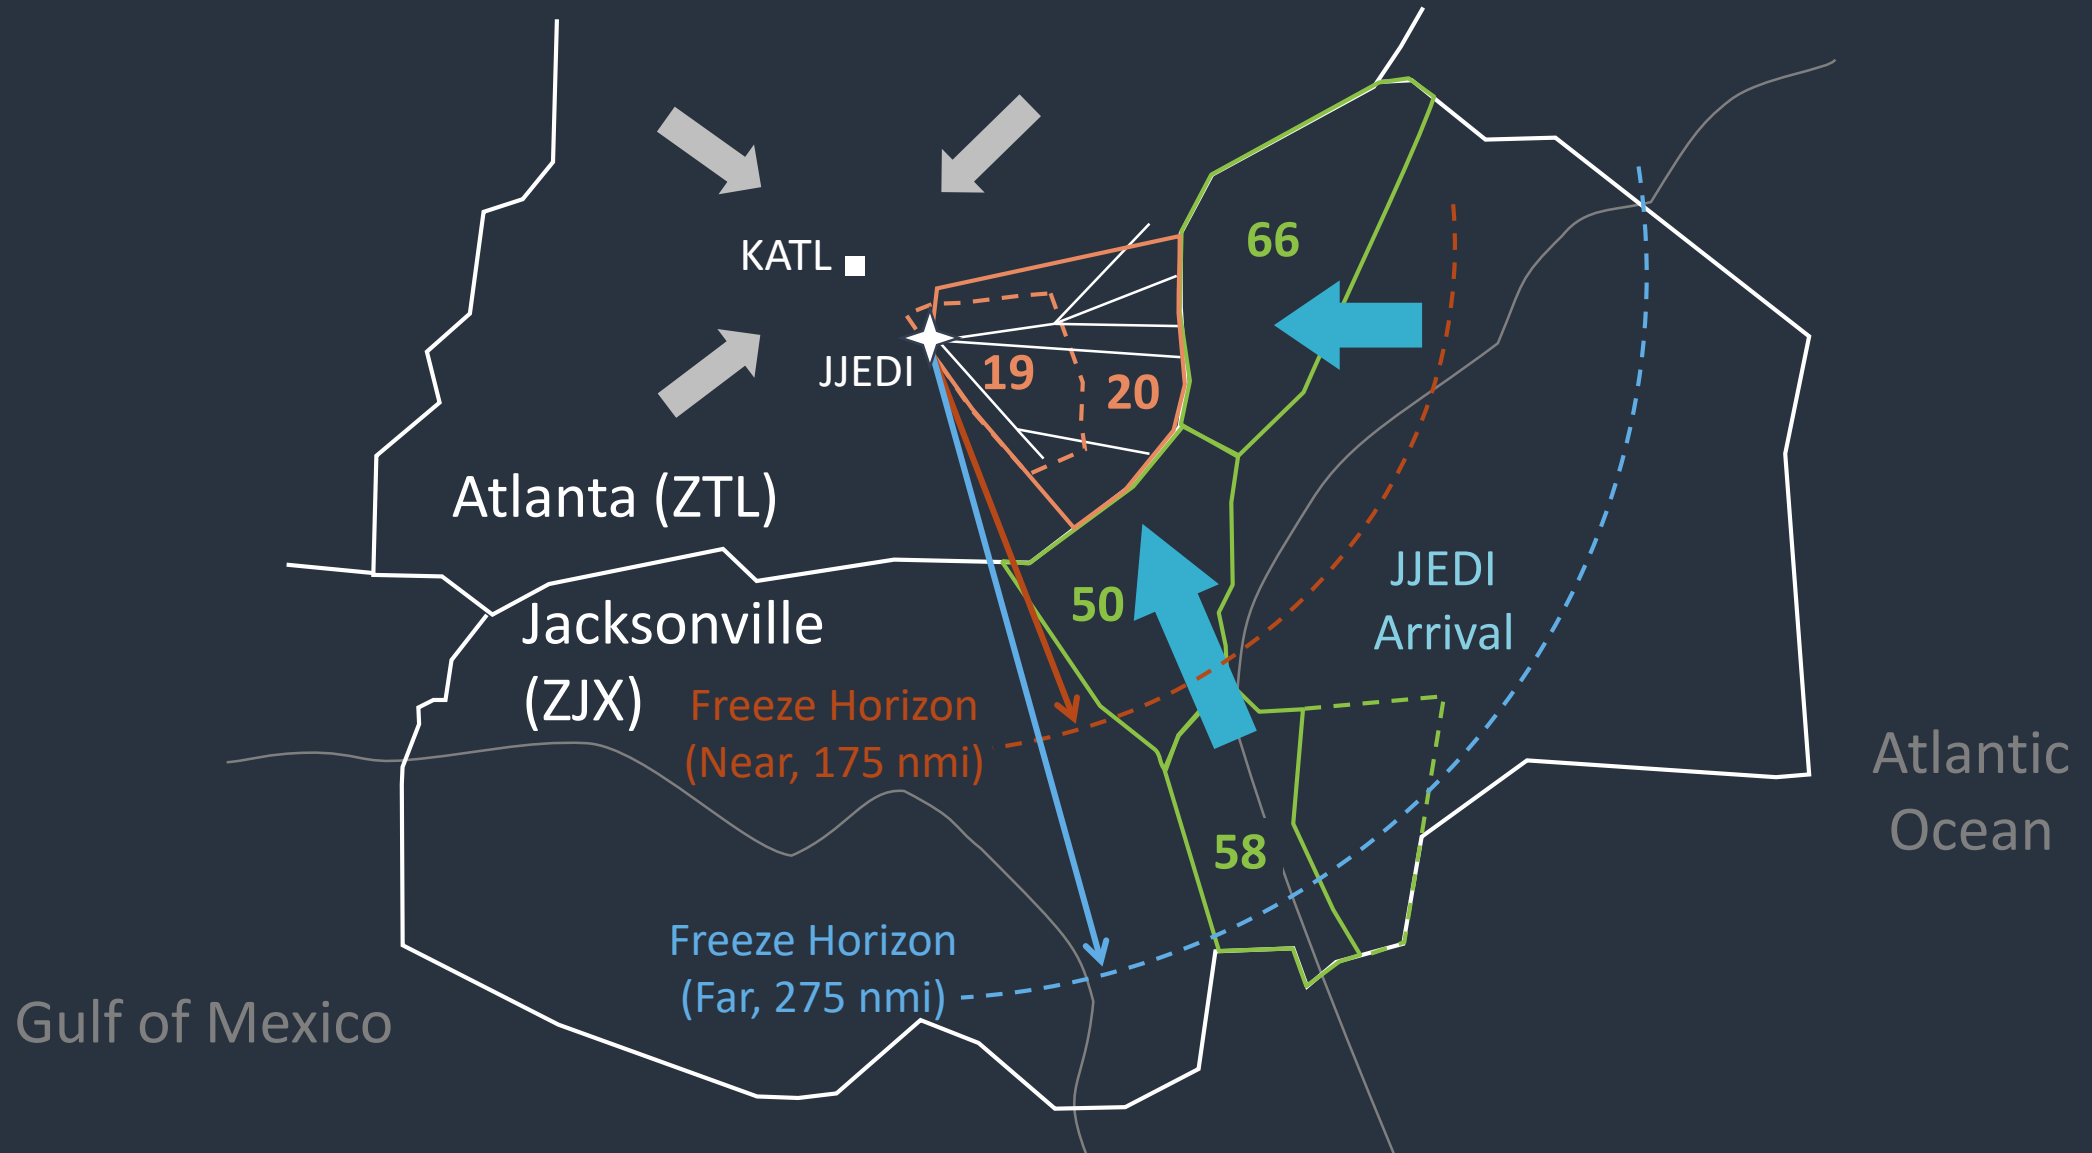 66
KATL
JJEDI
19
20
Atlanta (ZTL)
JJEDI
Arrival
50
Jacksonville
(ZJX)
Freeze Horizon
(Near, 175 nmi)
Atlantic
Ocean
58
Freeze Horizon
(Far, 275 nmi)
Gulf of Mexico